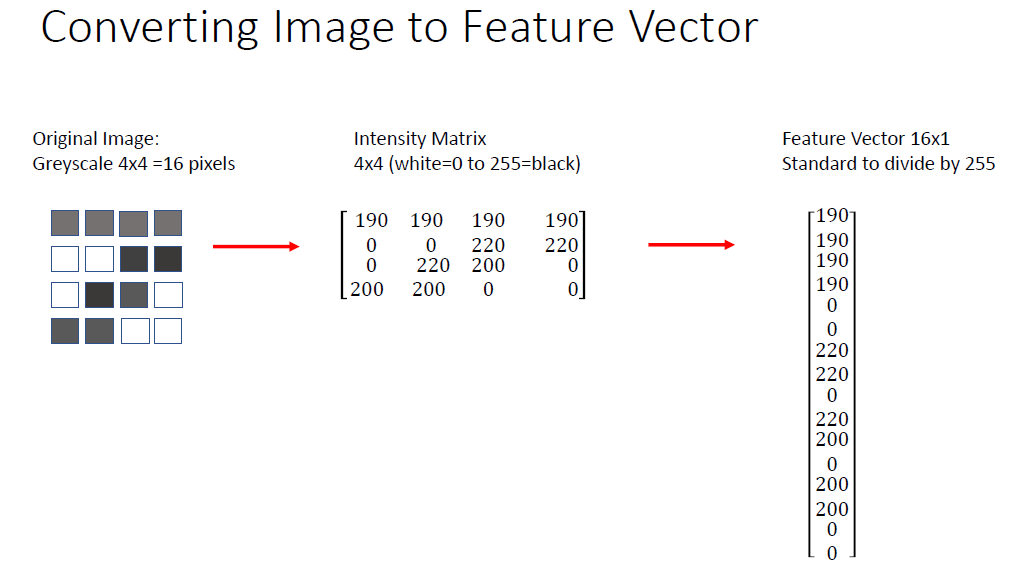 Converting Image to Feature Vector
Original Image:
Greyscale 4x4 =16 pixels
Intensity Matrix
4x4 (white=0 to 255=black)
Feature Vector 16x1
Standard to divide by 255
190 190 190 190
0 0 220 220
0 220 200 0
200 200 0 0
190
190
190
190
0
0
220
220
0
220
200
0
200
200
0
0